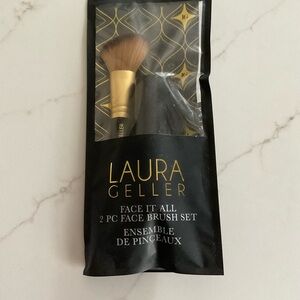 LAURA
GELLER
FACE IT ALL
2 PC FACE BRUSH SET
ENSEMBLE
DE PINCEAUX